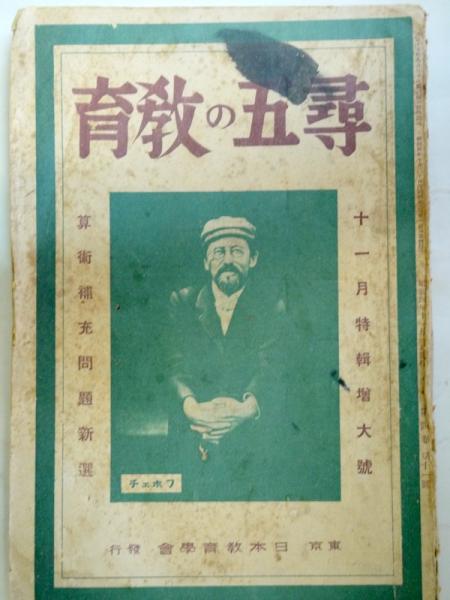 尋五の教育
十一月特輯增大號
算術補充問題新選
チェホフ
東京 日本教育學會 發行